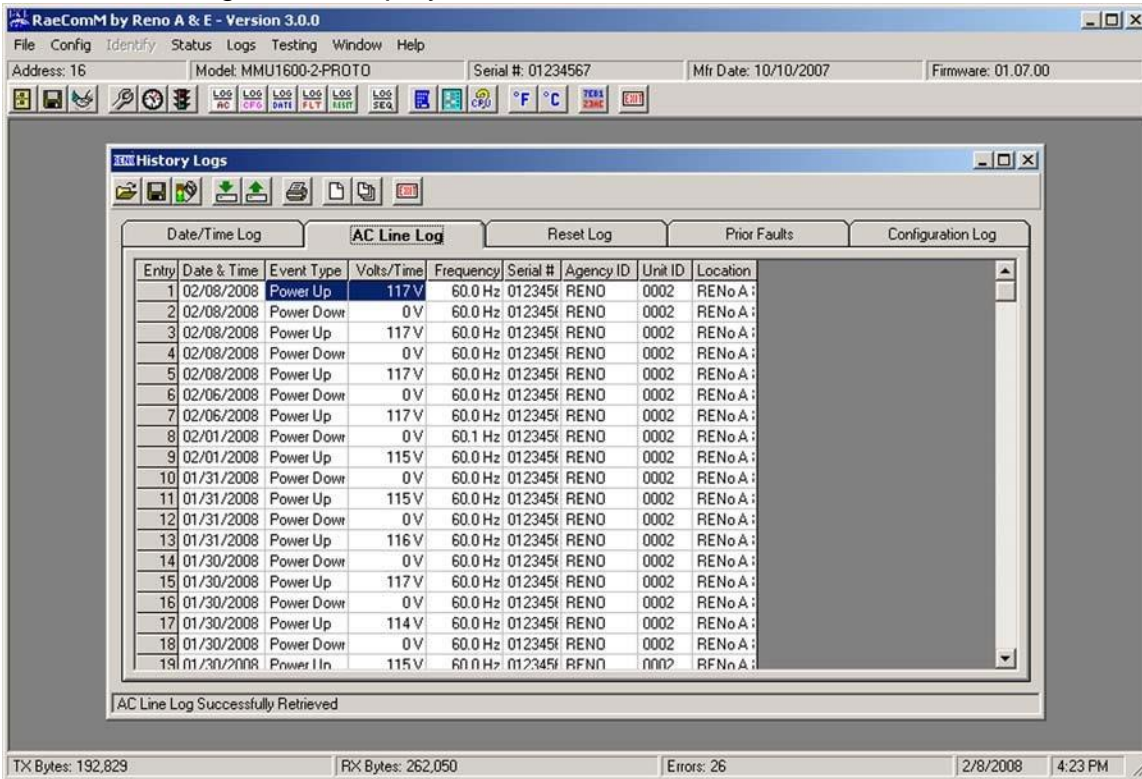 RaeComM by Reno A & E - Version 3.0.0
File Config Identify Status Logs Testing Window Help
Address: 16 Model: MMU1600-2-PROTO Serial #: 01234567 Mfr Date: 10/10/2007 Firmware: 01.07.00
LOG AC LOG CFG LOG DATE LOG FLT LOG RESET LOG SEQ CPU °F °C EXIT
RENO History Logs
EXIT
Date/Time Log AC Line Log Reset Log Prior Faults Configuration Log
Entry Date & Time Event Type Volts/Time Frequency Serial # Agency ID Unit ID Location
1 02/08/2008 Power Up 117 V 60.0 Hz 012345 RENO 0002 RENo A
2 02/08/2008 Power Dow 0 V 60.0 Hz 012345 RENO 0002 RENo A
3 02/08/2008 Power Up 117 V 60.0 Hz 012345 RENO 0002 RENo A
4 02/08/2008 Power Dow 0 V 60.0 Hz 012345 RENO 0002 RENo A
5 02/08/2008 Power Up 117 V 60.0 Hz 012345 RENO 0002 RENo A
6 02/06/2008 Power Dow 0 V 60.0 Hz 012345 RENO 0002 RENo A
7 02/06/2008 Power Up 117 V 60.0 Hz 012345 RENO 0002 RENo A
8 02/01/2008 Power Dow 0 V 60.1 Hz 012345 RENO 0002 RENo A
9 02/01/2008 Power Up 115 V 60.0 Hz 012345 RENO 0002 RENo A
10 01/31/2008 Power Dow 0 V 60.0 Hz 012345 RENO 0002 RENo A
11 01/31/2008 Power Up 115 V 60.0 Hz 012345 RENO 0002 RENo A
12 01/31/2008 Power Dow 0 V 60.0 Hz 012345 RENO 0002 RENo A
13 01/31/2008 Power Up 116 V 60.0 Hz 012345 RENO 0002 RENo A
14 01/30/2008 Power Dow 0 V 60.0 Hz 012345 RENO 0002 RENo A
15 01/30/2008 Power Up 117 V 60.0 Hz 012345 RENO 0002 RENo A
16 01/30/2008 Power Dow 0 V 60.0 Hz 012345 RENO 0002 RENo A
17 01/30/2008 Power Up 114 V 60.0 Hz 012345 RENO 0002 RENo A
18 01/30/2008 Power Dow 0 V 60.0 Hz 012345 RENO 0002 RENo A
19 01/30/2008 Power Up 115 V 60.0 Hz 012345 RENO 0002 RENo A
AC Line Log Successfully Retrieved
TX Bytes: 192,829 RX Bytes: 262,050 Errors: 26 2/8/2008 4:23 PM